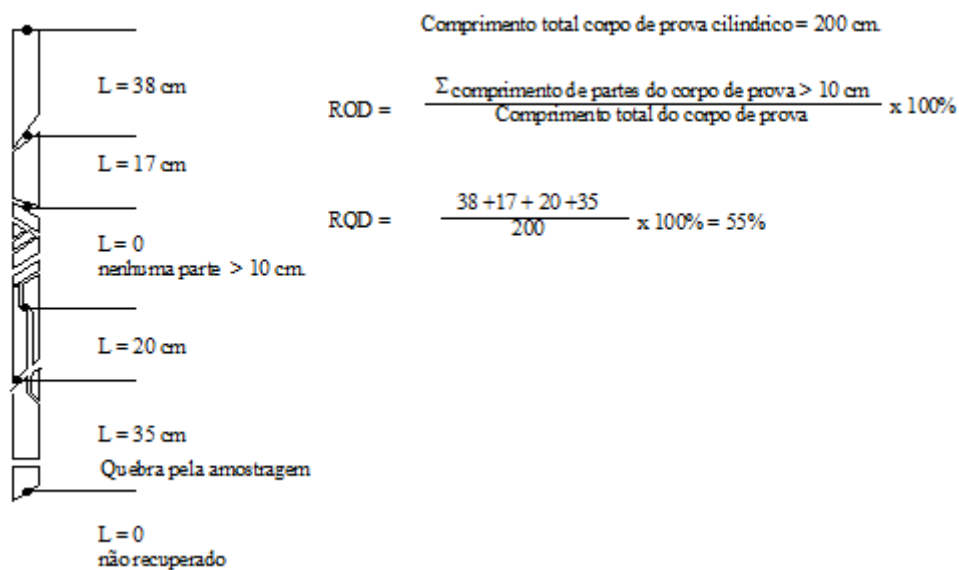 Comprimento total corpo de prova cilindrico = 200 cm.
L = 38 cm
RQD = Σ comprimento de partes do corpo de prova > 10 cm x 100%
Comprimento total do corpo de prova
L = 17 cm
RQD = 38 +17 + 20 +35 x 100% = 55%
200
L = 0
nenhuma parte > 10 cm.
L = 20 cm
L = 35 cm
Quebra pela amostragem
L = 0
não recuperado